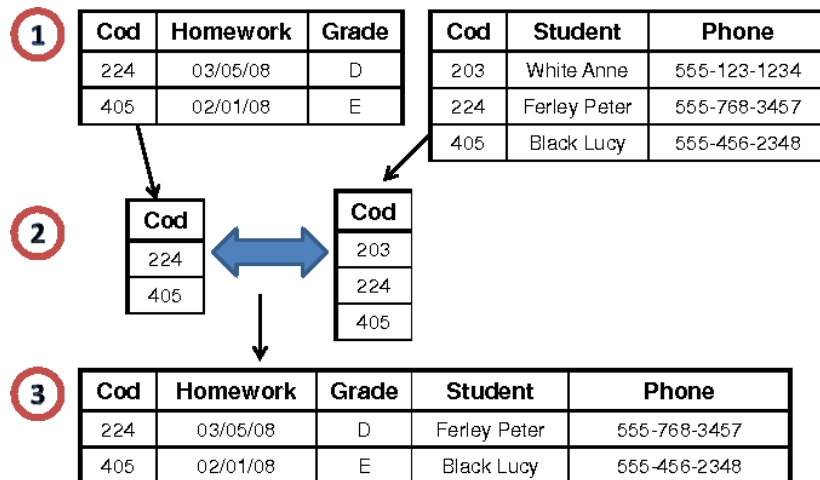 1
Cod Homework Grade
224 03/05/08 D
405 02/01/08 E
Cod Student Phone
203 White Anne 555-123-1234
224 Ferley Peter 555-768-3457
405 Black Lucy 555-456-2348
2
Cod
224
405
Cod
203
224
405
3
Cod Homework Grade Student Phone
224 03/05/08 D Ferley Peter 555-768-3457
405 02/01/08 E Black Lucy 555-456-2348